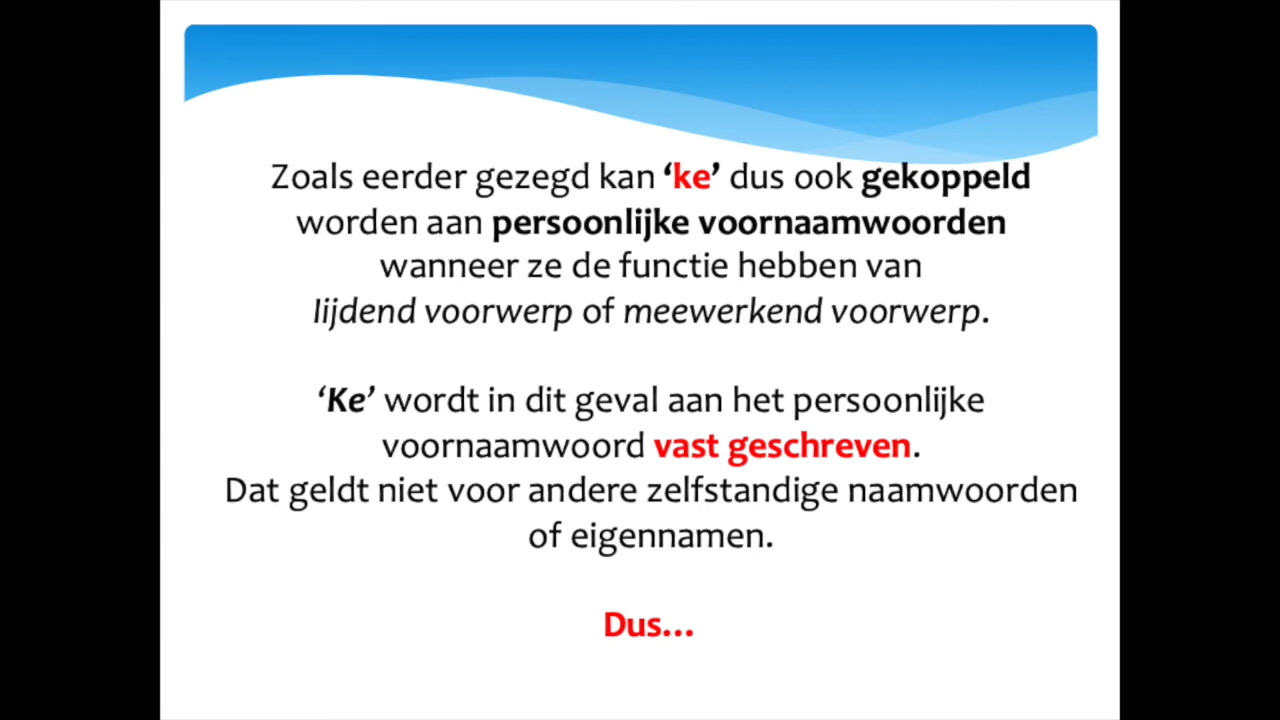 Zoals eerder gezegd kan ‘ke’ dus ook gekoppeld
worden aan persoonlijke voornaamwoorden
wanneer ze de functie hebben van
lijdend voorwerp of meewerkend voorwerp.
‘Ke’ wordt in dit geval aan het persoonlijke
voornaamwoord vast geschreven.
Dat geldt niet voor andere zelfstandige naamwoorden
of eigennamen.
Dus…